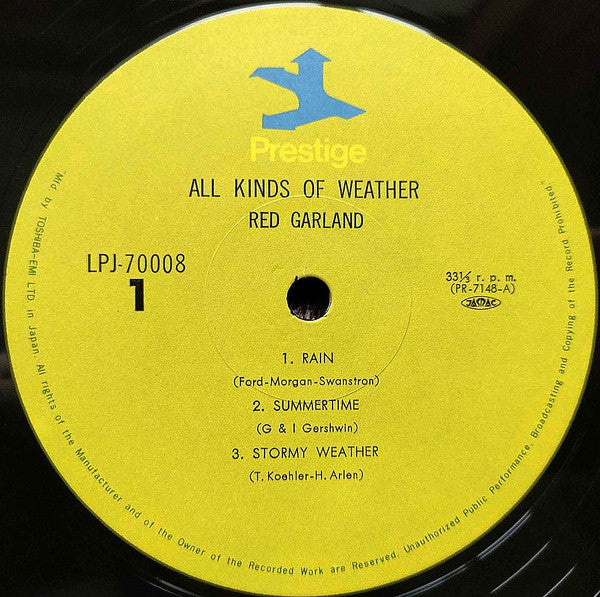 Prestige
ALL KINDS OF WEATHER
RED GARLAND
LPJ-70008
1
33⅓ r. p. m.
(PR-7148-A)
JASRAC
1. RAIN
(Ford-Morgan-Swanstron)
2. SUMMERTIME
(G & I Gershwin)
3. STORMY WEATHER
(T. Koehler-H. Arlen)
"Mfd. by TOSHIBA-EMI LTD. in Japan. All rights of the Manufacturer and of the Owner of the Recorded Work are Reserved. Unauthorized Public Performance, Broadcasting and Copying of the Record Prohibited"